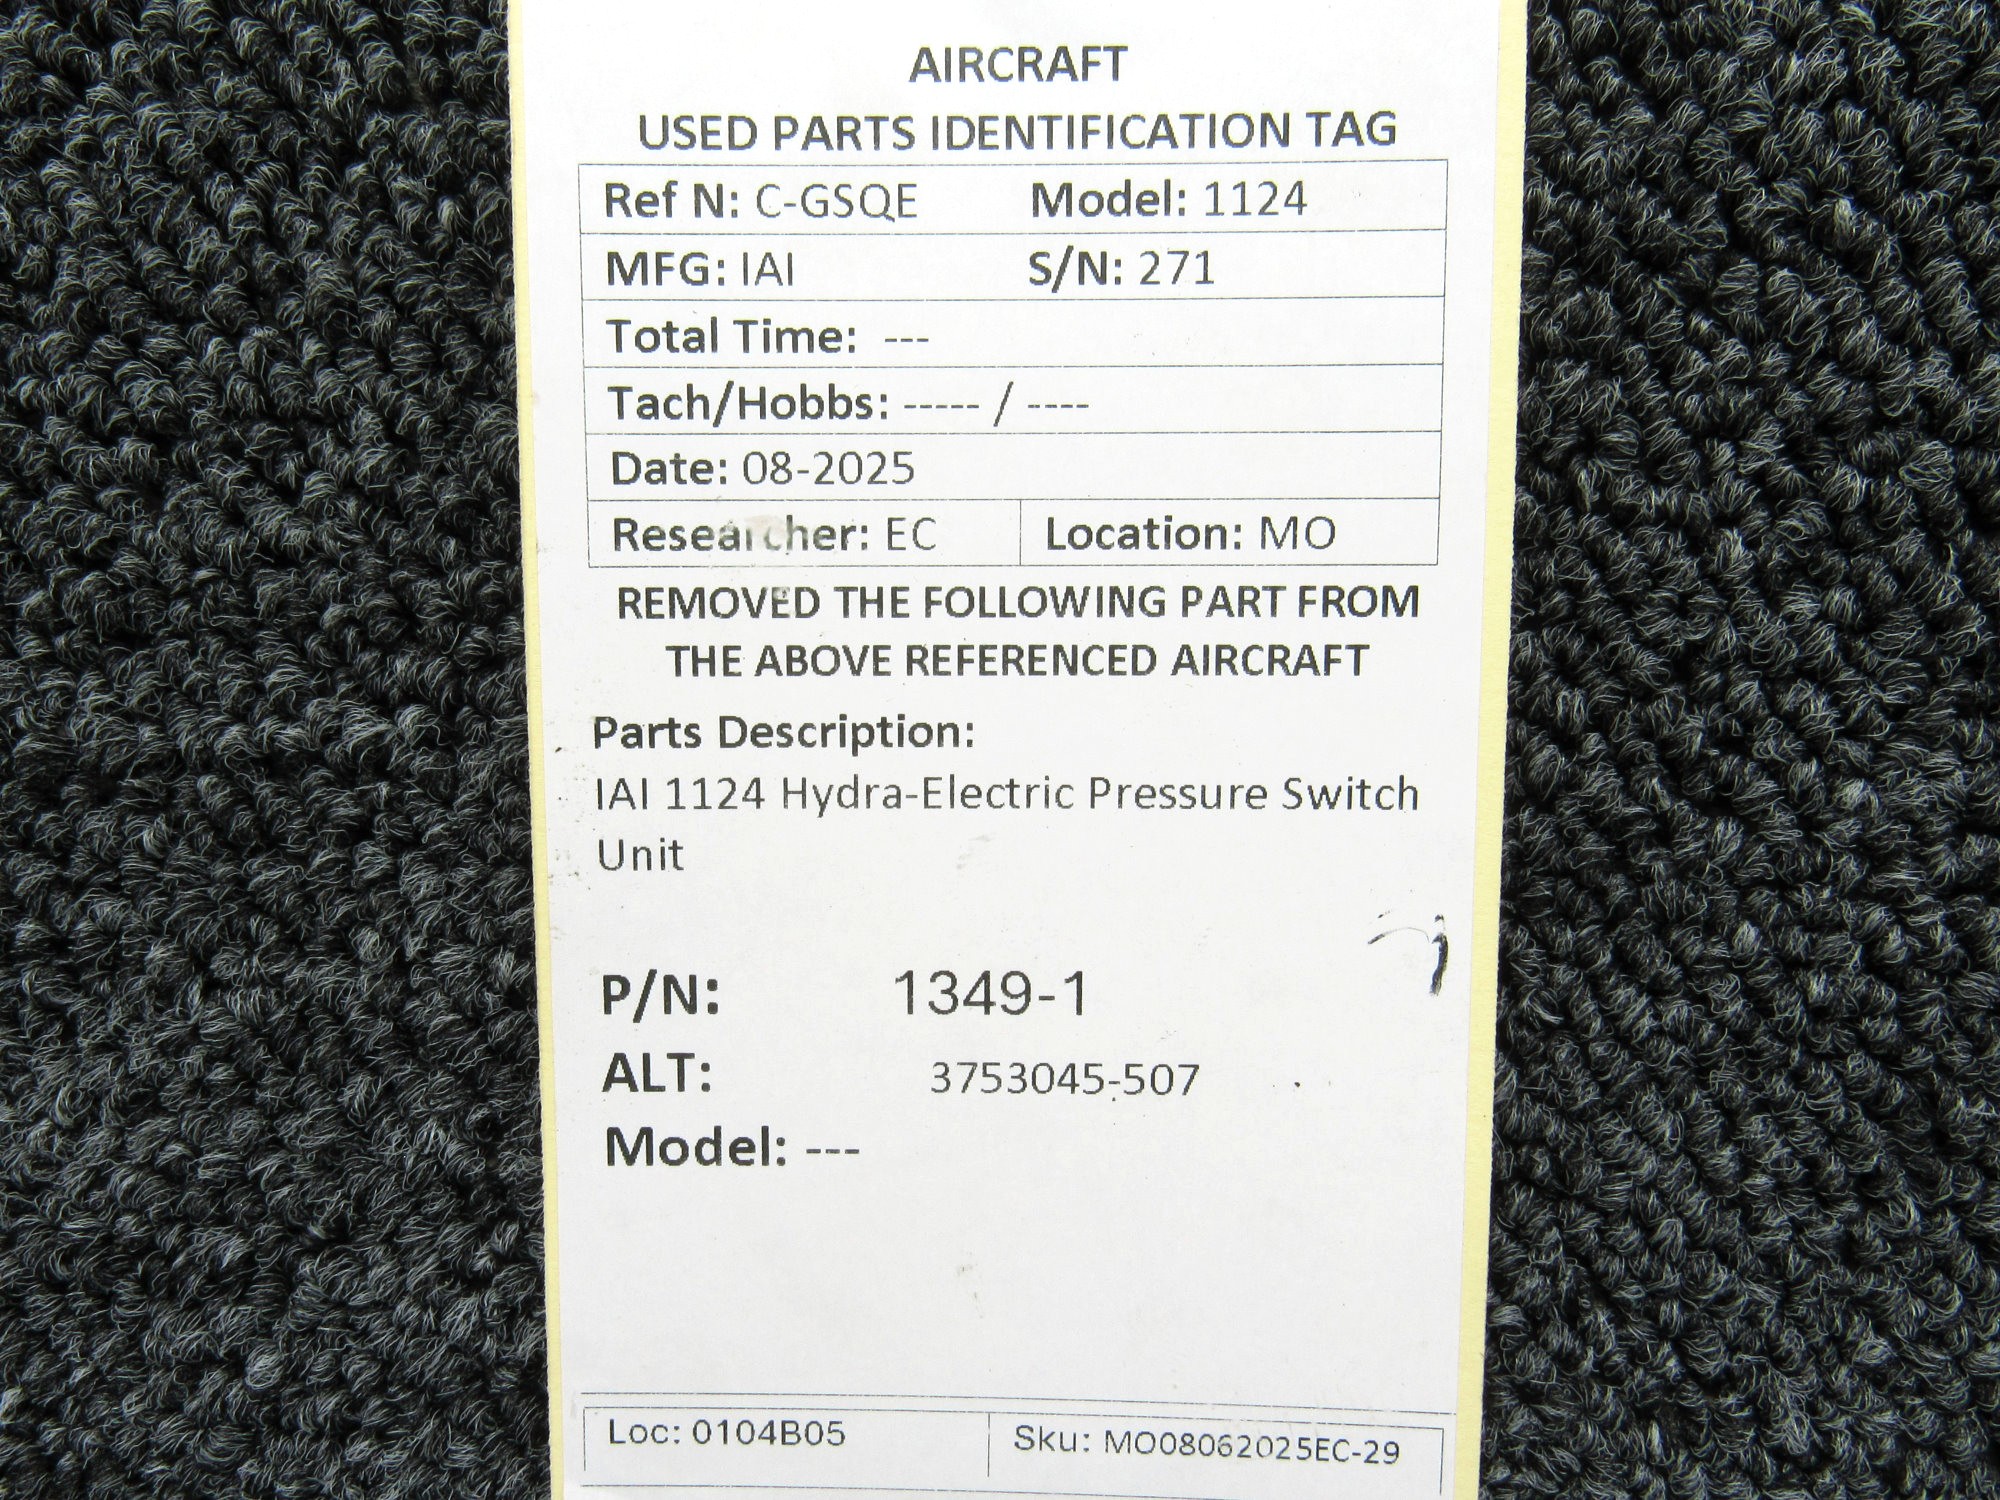 AIRCRAFT
USED PARTS IDENTIFICATION TAG
Ref N: C-GSQE Model: 1124
MFG: IAI S/N: 271
Total Time: ---
Tach/Hobbs: ----- / ----
Date: 08-2025
Researcher: EC Location: MO
REMOVED THE FOLLOWING PART FROM
THE ABOVE REFERENCED AIRCRAFT
Parts Description:
IAI 1124 Hydra-Electric Pressure Switch
Unit
P/N: 1349-1
ALT: 3753045-507
Model: ---
Loc: 0104B05 Sku: MO08062025EC-29